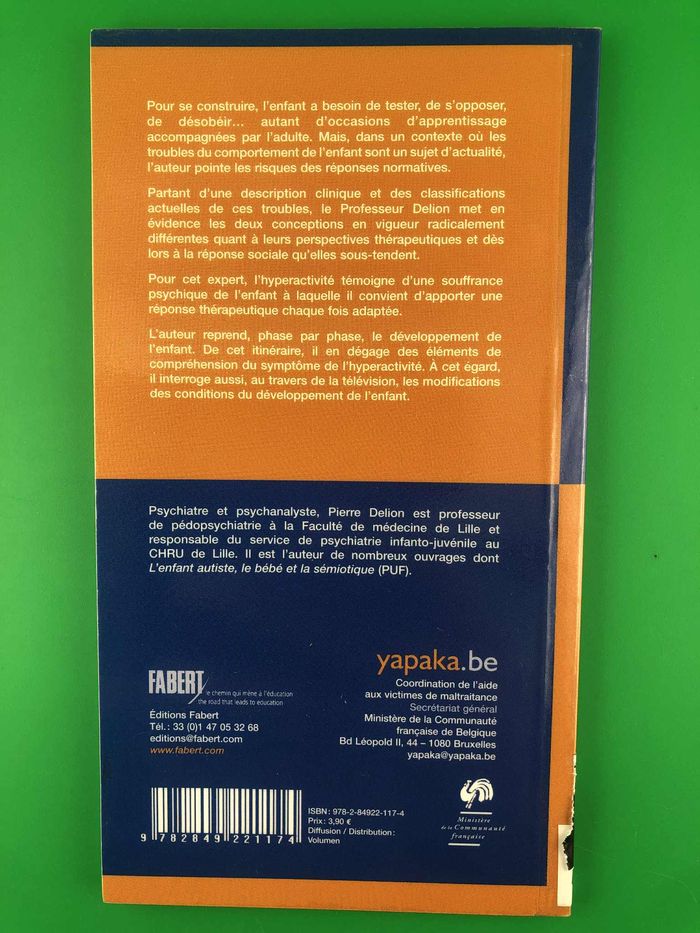 Pour se construire, l'enfant a besoin de tester, de s'opposer,
de désobéir... autant d'occasions d'apprentissage
accompagnées par l'adulte. Mais, dans un contexte où les
troubles du comportement de l'enfant sont un sujet d'actualité,
l'auteur pointe les risques des réponses normatives.
Partant d'une description clinique et des classifications
actuelles de ces troubles, le Professeur Delion met en
évidence les deux conceptions en vigueur radicalement
différentes quant à leurs perspectives thérapeutiques et dès
lors à la réponse sociale qu'elles sous-tendent.
Pour cet expert, l'hyperactivité témoigne d'une souffrance
psychique de l'enfant à laquelle il convient d'apporter une
réponse thérapeutique chaque fois adaptée.
L'auteur reprend, phase par phase, le développement de
l'enfant. De cet itinéraire, il en dégage des éléments de
compréhension du symptôme de l'hyperactivité. À cet égard,
il interroge aussi, au travers de la télévision, les modifications
des conditions du développement de l'enfant.
Psychiatre et psychanalyste, Pierre Delion est professeur
de pédopsychiatrie à la Faculté de médecine de Lille et
responsable du service de psychiatrie infanto-juvénile au
CHRU de Lille. Il est l'auteur de nombreux ouvrages dont
L'enfant autiste, le bébé et la sémiotique (PUF).
FABERT
le chemin qui mène à l'éducation
the road that leads to education
Éditions Fabert
Tél.: 33 (0)1 47 05 32 68
editions@fabert.com
www.fabert.com
yapaka.be
Coordination de l'aide
aux victimes de maltraitance
Secrétariat général
Ministère de la Communauté
française de Belgique
Bd Léopold II, 44 – 1080 Bruxelles
yapaka@yapaka.be
9 782849 221174
ISBN: 978-2-84922-117-4
Prix: 3,90 €
Diffusion / Distribution:
Volumen
Ministère
de la Communauté
française